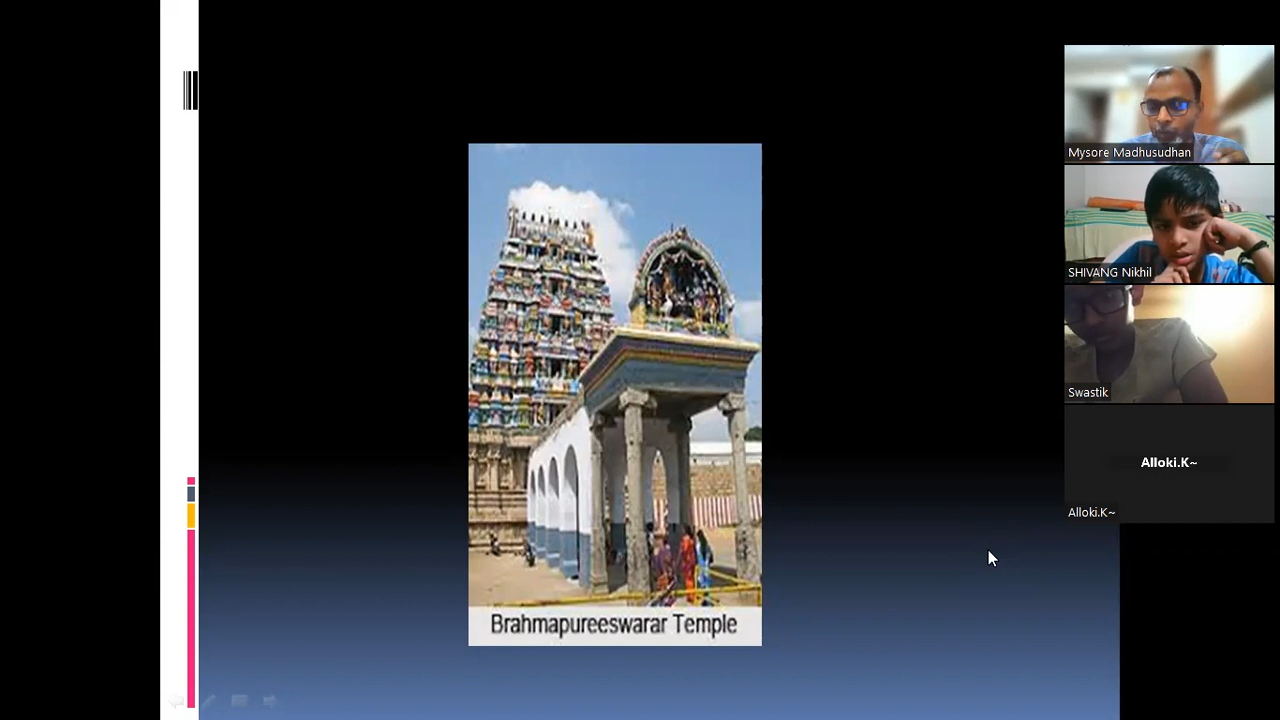 Brahmapureeswarar Temple
Mysore Madhusudhan
SHIVANG Nikhil
Swastik
Alloki.K~
Alloki.K~